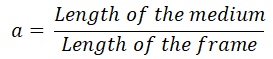 a = Length of the medium / Length of the frame